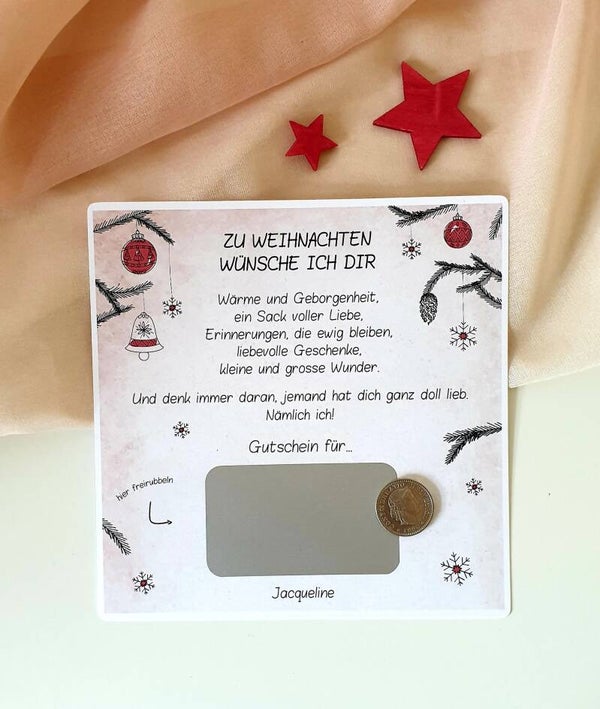 ZU WEIHNACHTEN
WÜNSCHE ICH DIR
Wärme und Geborgenheit,
ein Sack voller Liebe,
Erinnerungen, die ewig bleiben,
liebevolle Geschenke,
kleine und grosse Wunder.
Und denk immer daran, jemand hat dich ganz doll lieb.
Nämlich ich!
Gutschein für...
hier freirubbeln
Jacqueline